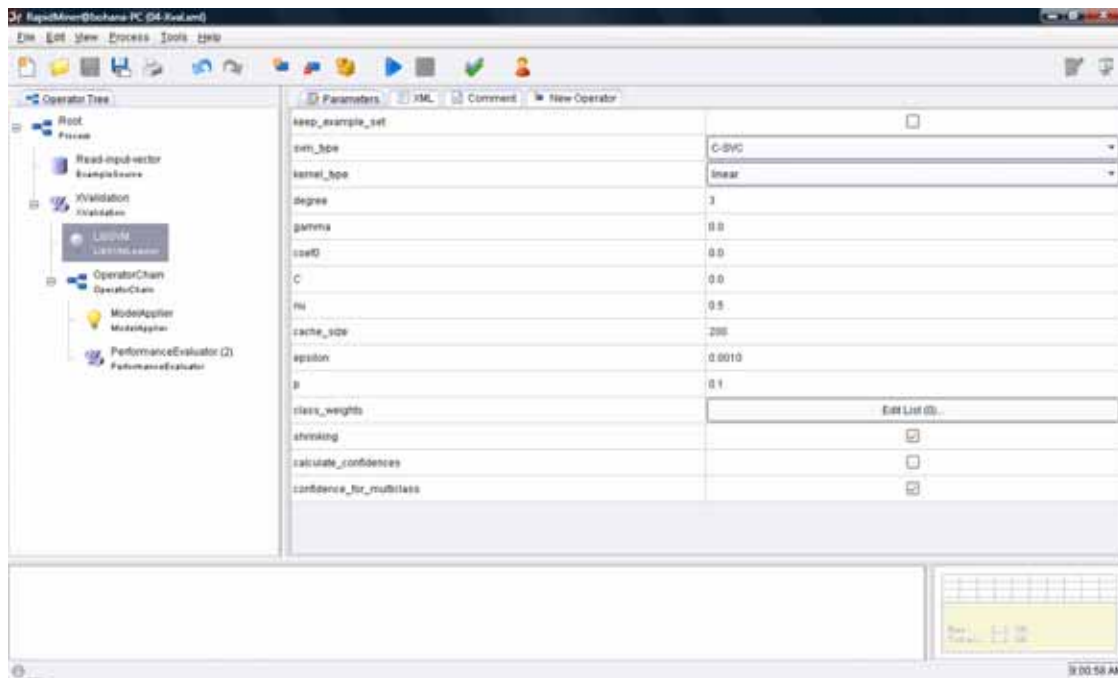 RapidMiner@bohana-PC (04-Xval.xml)
File Edit View Process Tools Help
Operator Tree
Root
Process
Read-input-vector
ExampleSource
XValidation
XValidation
LibSVM
LibSVMLearner
OperatorChain
OperatorChain
ModelApplier
ModelApplier
PerformanceEvaluator (2)
PerformanceEvaluator
Parameters XML Comment New Operator
keep_example_set
svm_type C-SVC
kernel_type linear
degree 3
gamma 0.0
coef0 0.0
C 0.0
nu 0.5
cache_size 200
epsilon 0.0010
p 0.1
class_weights Edit List (0)...
shrinking
calculate_confidences
confidence_for_multiclass
Max:
Total:
9:00:58 AM